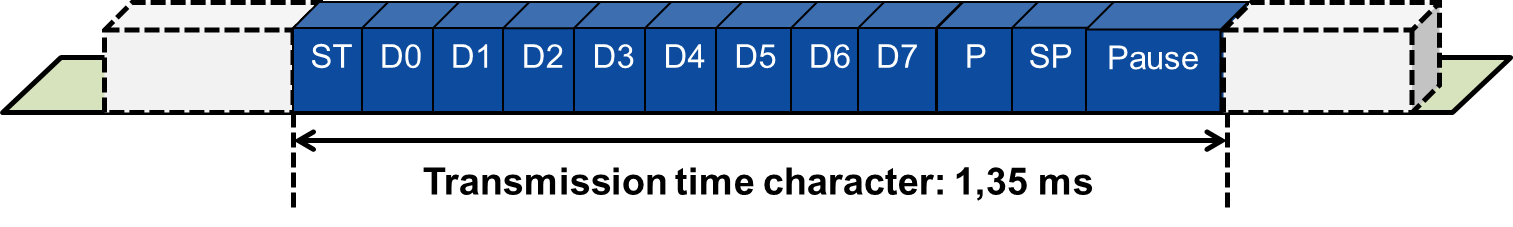 ST D0 D1 D2 D3 D4 D5 D6 D7 P SP Pause
Transmission time character: 1,35 ms